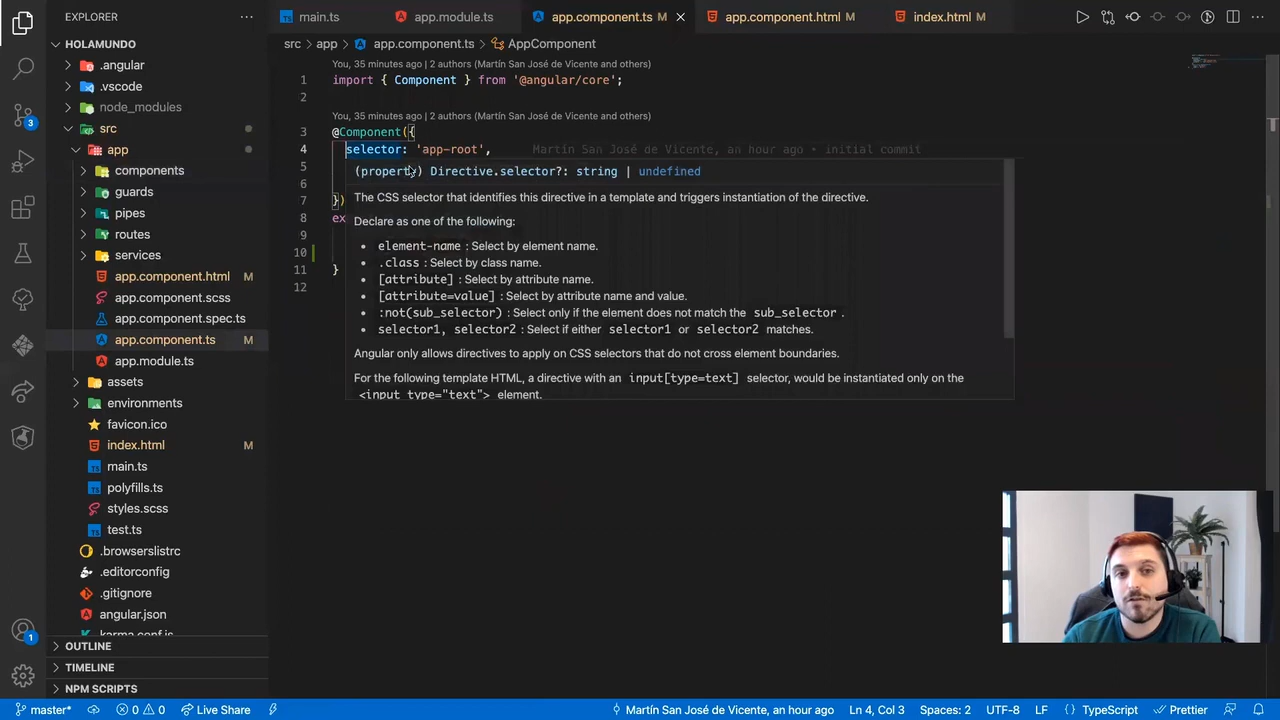 EXPLORER
main.ts
app.module.ts
app.component.ts M
app.component.html M
index.html M
HOLAMUNDO
.angular
.vscode
node_modules
src
app
components
guards
pipes
routes
services
app.component.html M
app.component.scss
app.component.spec.ts
app.component.ts M
app.module.ts
assets
environments
favicon.ico
index.html M
main.ts
polyfills.ts
styles.scss
test.ts
.browserslistrc
.editorconfig
.gitignore
angular.json
karma.conf.js
OUTLINE
TIMELINE
NPM SCRIPTS
3
1
src > app > app.component.ts > AppComponent
You, 35 minutes ago | 2 authors (Martín San José de Vicente and others)
1 import { Component } from '@angular/core';
2
You, 35 minutes ago | 2 authors (Martín San José de Vicente and others)
3 @Component({
4 selector: 'app-root', Martín San José de Vicente, an hour ago • initial commit
5
6
7 })
8 ex
9
10
11 }
12
(property) Directive.selector?: string | undefined
The CSS selector that identifies this directive in a template and triggers instantiation of the directive.
Declare as one of the following:
• element-name : Select by element name.
• .class : Select by class name.
• [attribute] : Select by attribute name.
• [attribute=value] : Select by attribute name and value.
• :not(sub_selector) : Select only if the element does not match the sub_selector .
• selector1, selector2 : Select if either selector1 or selector2 matches.
Angular only allows directives to apply on CSS selectors that do not cross element boundaries.
For the following template HTML, a directive with an input[type=text] selector, would be instantiated only on the
<input type="text"> element.
master* 0 0 Live Share Martín San José de Vicente, an hour ago Ln 4, Col 3 Spaces: 2 UTF-8 LF { } TypeScript Prettier